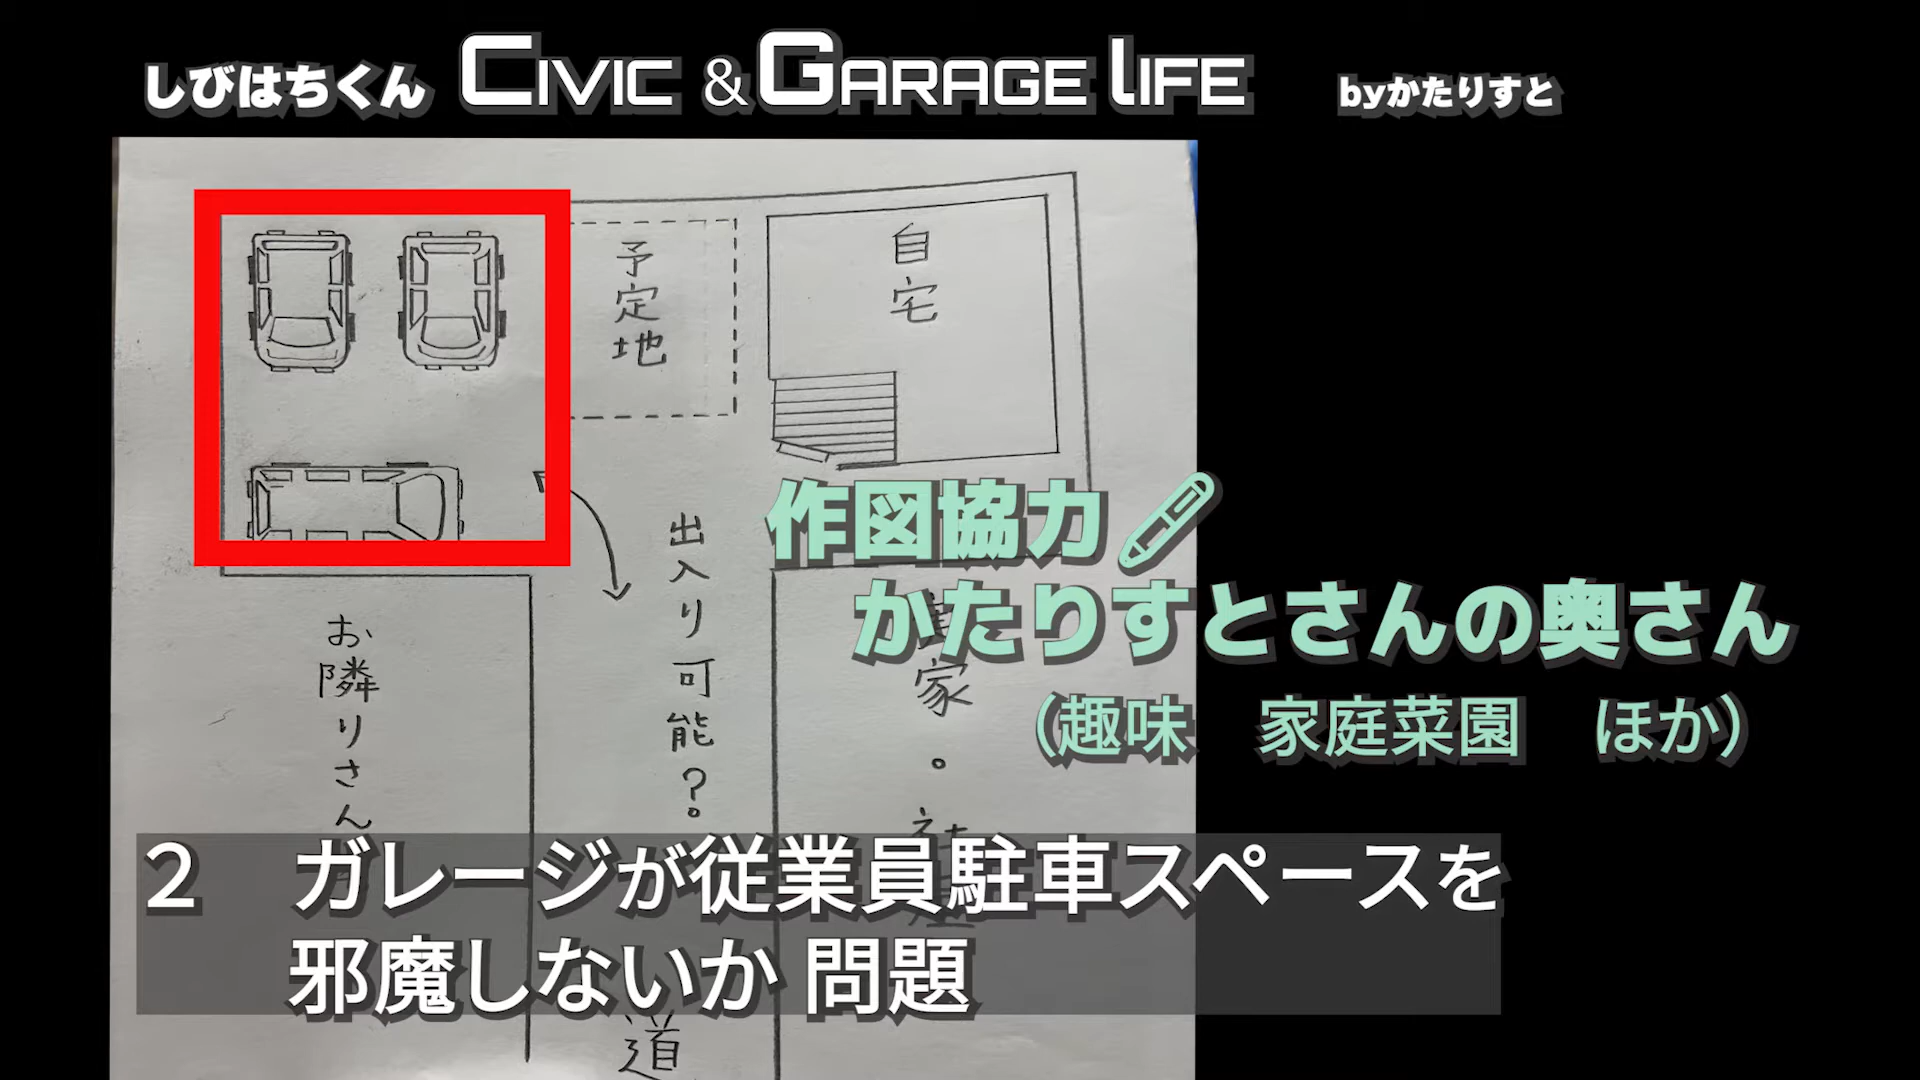 しびはちくん CIVIC & GARAGE LIFE byかたりすと
予定地
自宅
作図協力
かたりすとさんの奥さん
（趣味　家庭菜園　ほか）
出入り可能？
お隣りさん
家・
２　ガレージが従業員駐車スペースを
邪魔しないか 問題
道